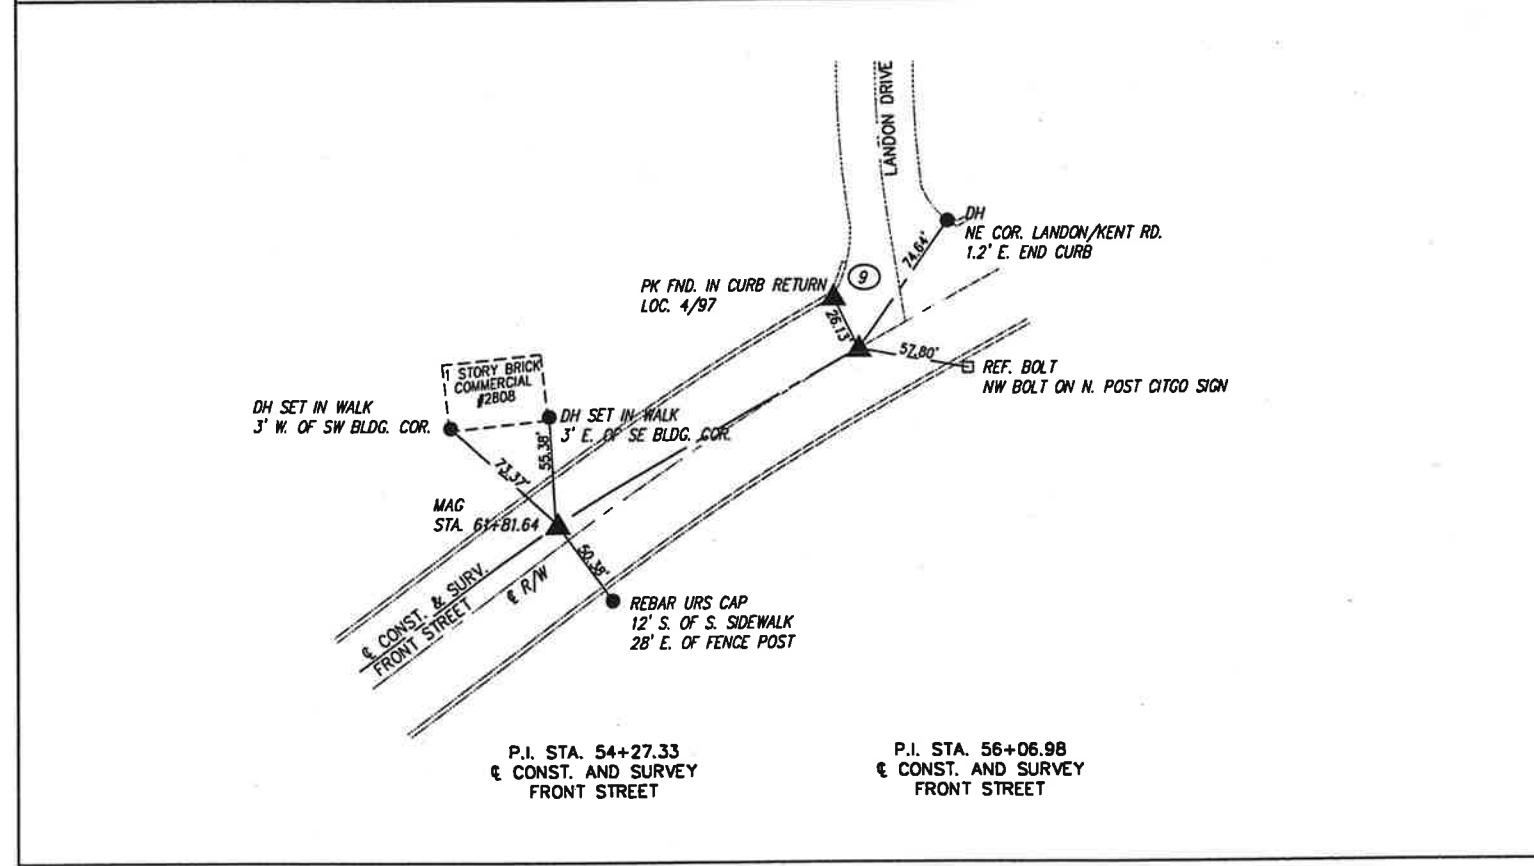 LANDON DRIVE
DH
NE COR. LANDON/KENT RD.
1.2' E. END CURB
74.64'
9
PK FND. IN CURB RETURN
LOC. 4/97
26.13'
57.80'
REF. BOLT
NW BOLT ON N. POST CITGO SIGN
1 STORY BRICK
COMMERCIAL
#2808
DH SET IN WALK
3' W. OF SW BLDG. COR.
DH SET IN WALK
3' E. OF SE BLDG. COR.
73.37'
55.38'
MAG
STA. 61+81.64
50.38'
℄ CONST. & SURV.
FRONT STREET
℄ R/W
REBAR URS CAP
12' S. OF S. SIDEWALK
28' E. OF FENCE POST
P.I. STA. 54+27.33
℄ CONST. AND SURVEY
FRONT STREET
P.I. STA. 56+06.98
℄ CONST. AND SURVEY
FRONT STREET